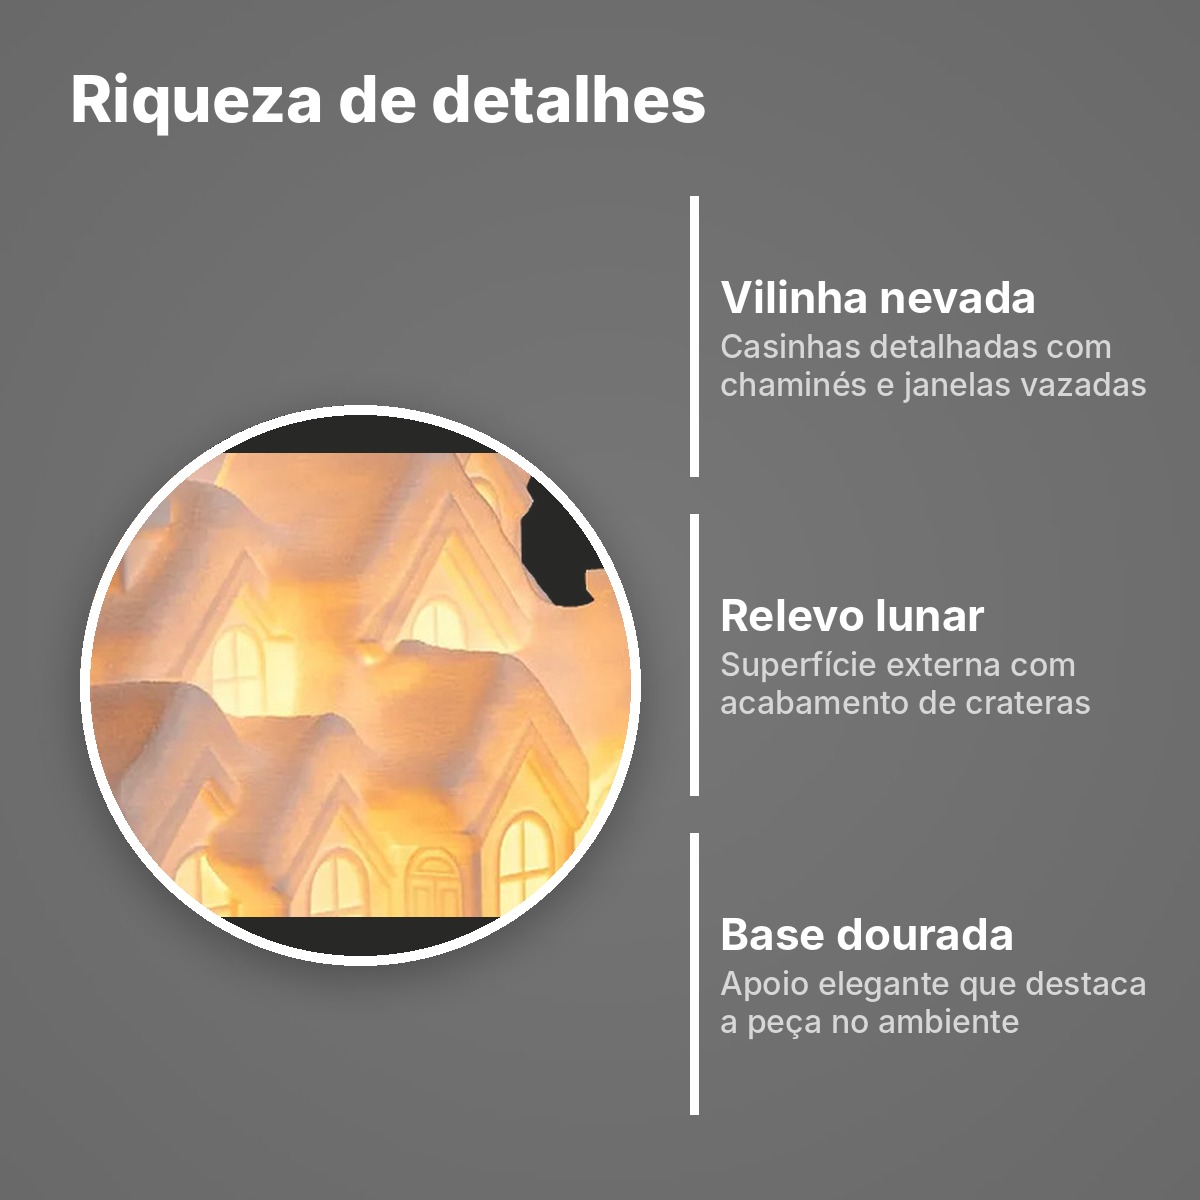 Riqueza de detalhes
Vilinha nevada
Casinhas detalhadas com
chaminés e janelas vazadas
Relevo lunar
Superfície externa com
acabamento de crateras
Base dourada
Apoio elegante que destaca
a peça no ambiente